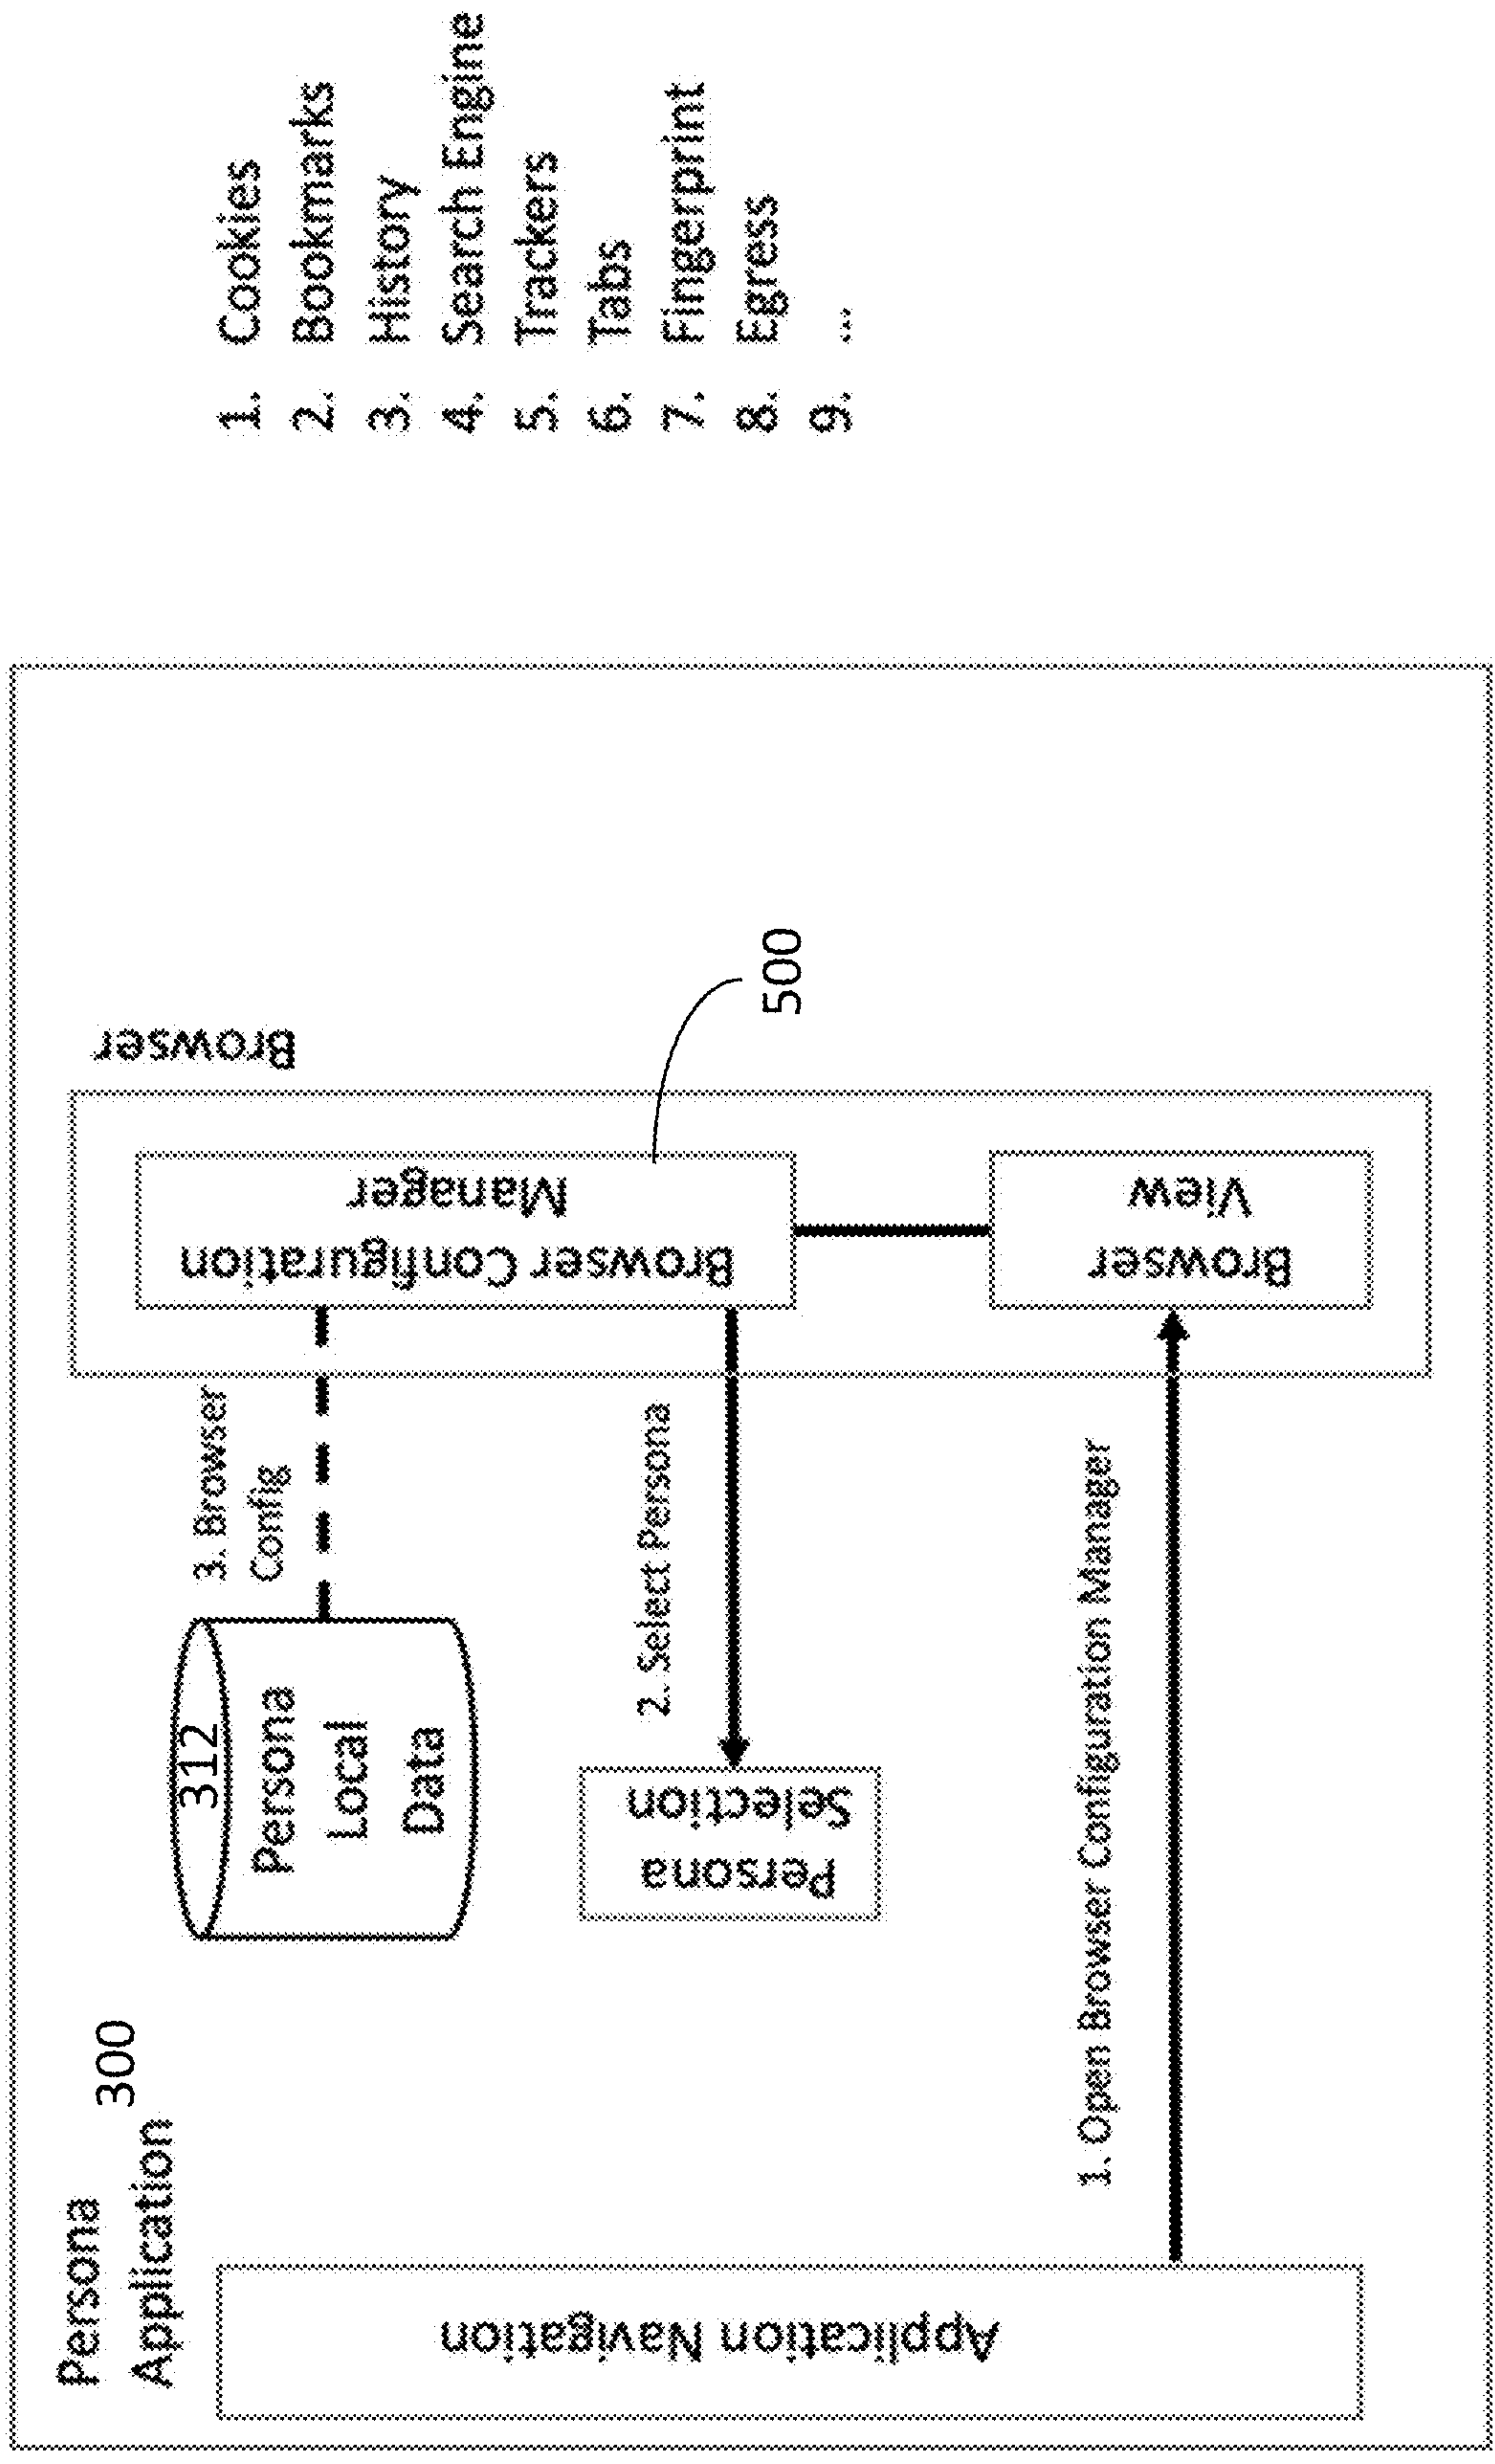 Persona
Application
300
Application Navigation
312
Persona
Local
Data
3. Browser
Config
Persona
Selection
2. Select Persona
1. Open Browser Configuration Manager
Browser
Browser Configuration
Manager
500
Browser
View
1. Cookies
2. Bookmarks
3. History
4. Search Engine
5. Trackers
6. Tabs
7. Fingerprint
8. Egress
9. ...